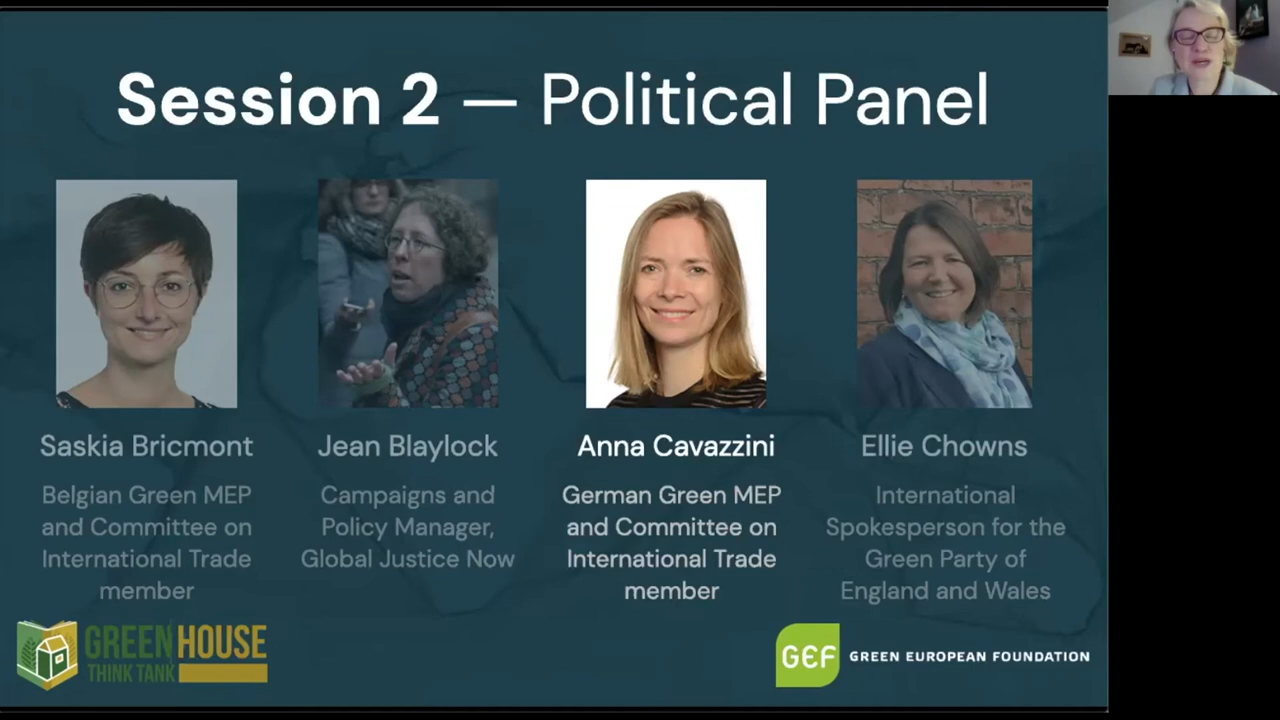 Session 2 — Political Panel
Saskia Bricmont
Belgian Green MEP
and Committee on
International Trade
member
Jean Blaylock
Campaigns and
Policy Manager,
Global Justice Now
Anna Cavazzini
German Green MEP
and Committee on
International Trade
member
Ellie Chowns
International
Spokesperson for the
Green Party of
England and Wales
GREEN HOUSE
THINK TANK
GEF GREEN EUROPEAN FOUNDATION